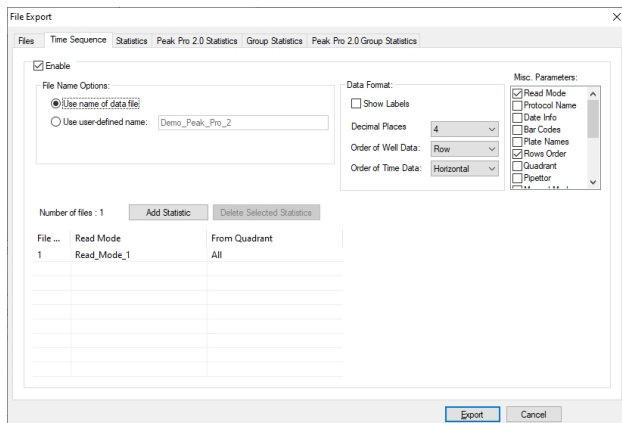 File Export
Files Time Sequence Statistics Peak Pro 2.0 Statistics Group Statistics Peak Pro 2.0 Group Statistics
Enable
File Name Options:
Use name of data file
Use user-defined name: Demo_Peak_Pro_2
Data Format:
Show Labels
Decimal Places 4
Order of Well Data: Row
Order of Time Data: Horizontal
Misc. Parameters:
Read Mode
Protocol Name
Date Info
Bar Codes
Plate Names
Rows Order
Quadrant
Pipettor
Number of files : 1 Add Statistic Delete Selected Statistics
File ... Read Mode From Quadrant
1 Read_Mode_1 All
Export Cancel